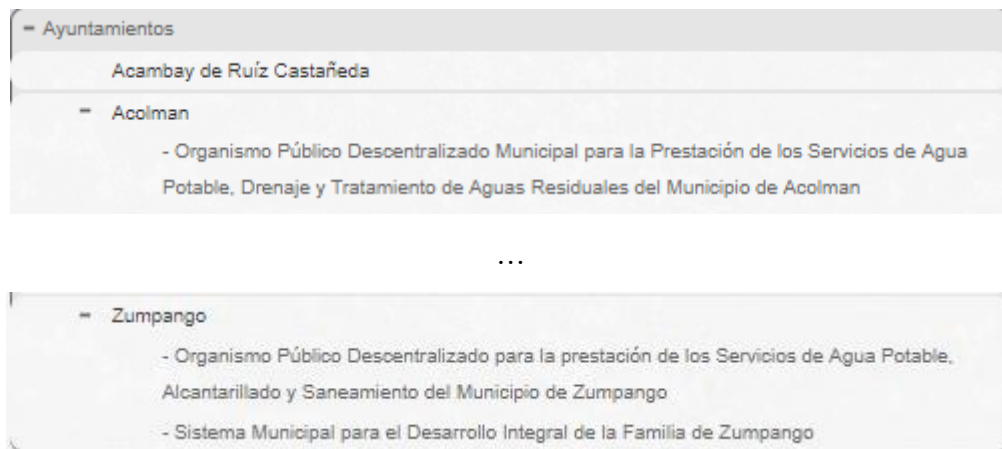 - Ayuntamientos
Acambay de Ruíz Castañeda
- Acolman
- Organismo Público Descentralizado Municipal para la Prestación de los Servicios de Agua
Potable, Drenaje y Tratamiento de Aguas Residuales del Municipio de Acolman
...
- Zumpango
- Organismo Público Descentralizado para la prestación de los Servicios de Agua Potable,
Alcantarillado y Saneamiento del Municipio de Zumpango
- Sistema Municipal para el Desarrollo Integral de la Familia de Zumpango